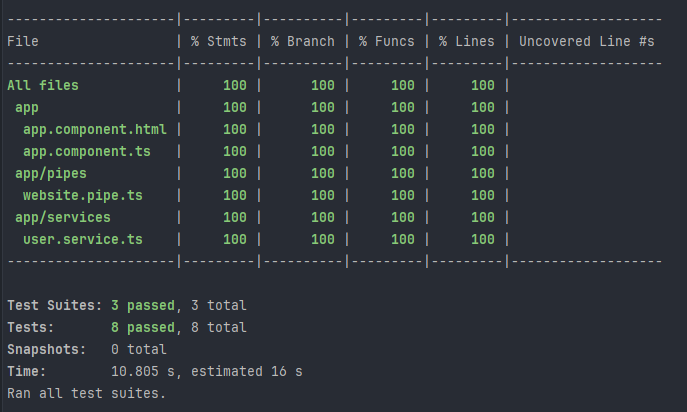 ---------------------|---------|----------|---------|---------|-------------------
File                 | % Stmts | % Branch | % Funcs | % Lines | Uncovered Line #s
---------------------|---------|----------|---------|---------|-------------------
All files            |     100 |      100 |     100 |     100 |
 app                 |     100 |      100 |     100 |     100 |
  app.component.html |     100 |      100 |     100 |     100 |
  app.component.ts   |     100 |      100 |     100 |     100 |
 app/pipes           |     100 |      100 |     100 |     100 |
  website.pipe.ts    |     100 |      100 |     100 |     100 |
 app/services        |     100 |      100 |     100 |     100 |
  user.service.ts    |     100 |      100 |     100 |     100 |
---------------------|---------|----------|---------|---------|-------------------

Test Suites: 3 passed, 3 total
Tests:       8 passed, 8 total
Snapshots:   0 total
Time:        10.805 s, estimated 16 s
Ran all test suites.